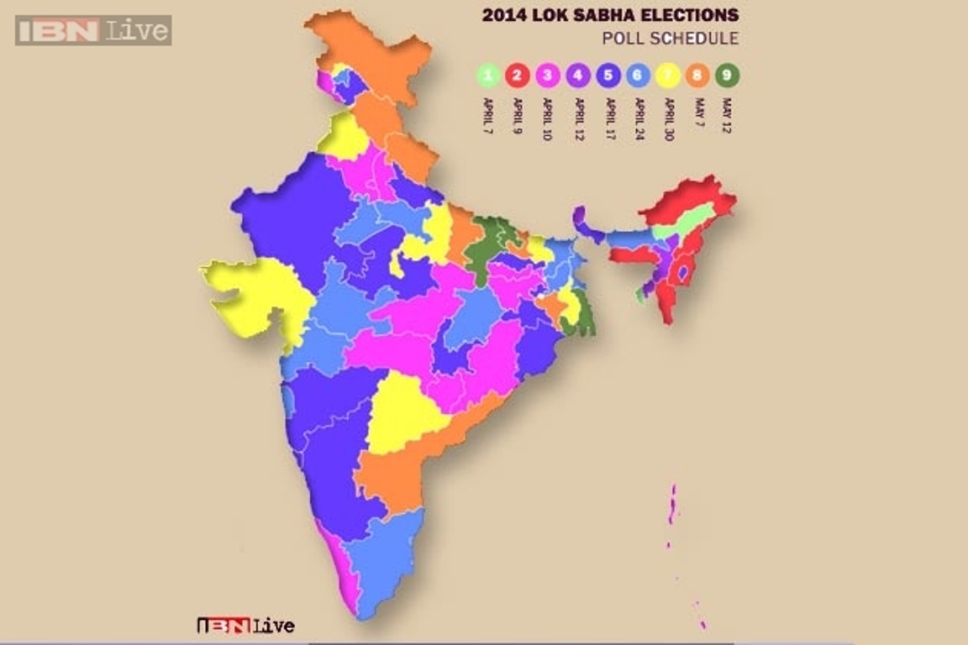 IBN Live
2014 LOK SABHA ELECTIONS
POLL SCHEDULE
1 2 3 4 5 6 7 8 9
APRIL 7
APRIL 9
APRIL 10
APRIL 12
APRIL 17
APRIL 24
APRIL 30
MAY 7
MAY 12
IBN Live